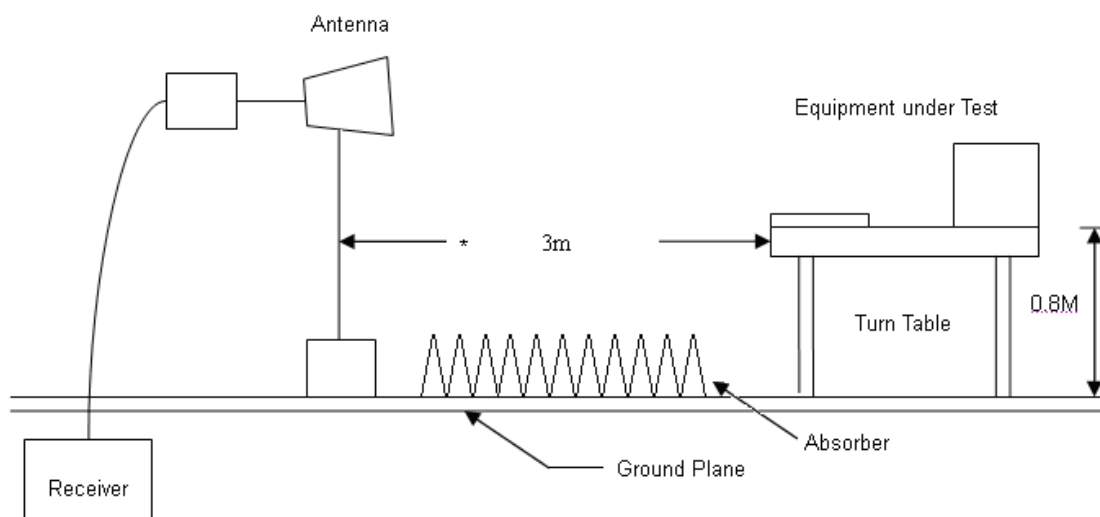 Antenna
Equipment under Test
* 3m
0.8M
Turn Table
Absorber
Ground Plane
Receiver